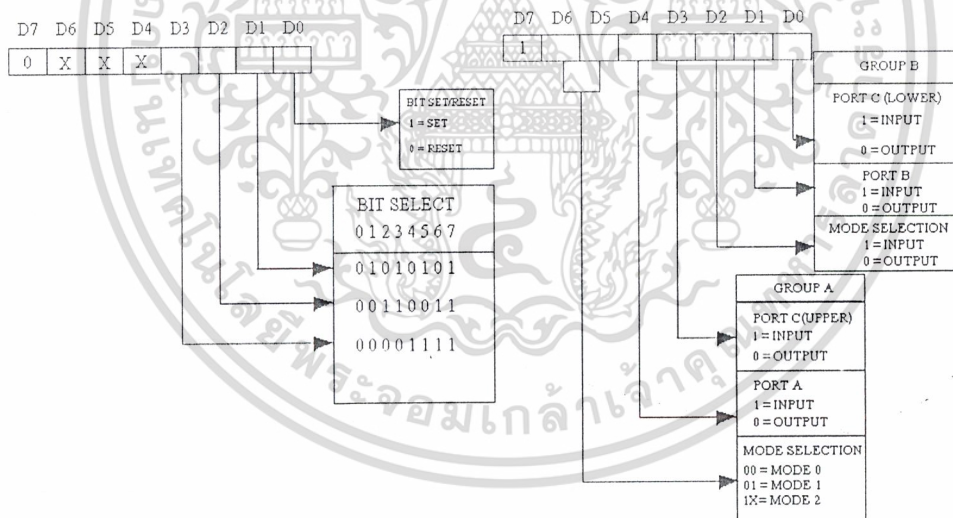 D7 D6 D5 D4 D3 D2 D1 D0
0 X X X
BIT SET/RESET
1 = SET
0 = RESET
BIT SELECT
0 1 2 3 4 5 6 7
0 1 0 1 0 1 0 1
0 0 1 1 0 0 1 1
0 0 0 0 1 1 1 1
D7 D6 D5 D4 D3 D2 D1 D0
1
GROUP B
PORT C (LOWER)
1 = INPUT
0 = OUTPUT
PORT B
1 = INPUT
0 = OUTPUT
MODE SELECTION
1 = INPUT
0 = OUTPUT
GROUP A
PORT C(UPPER)
1 = INPUT
0 = OUTPUT
PORT A
1 = INPUT
0 = OUTPUT
MODE SELECTION
00 = MODE 0
01 = MODE 1
1X= MODE 2